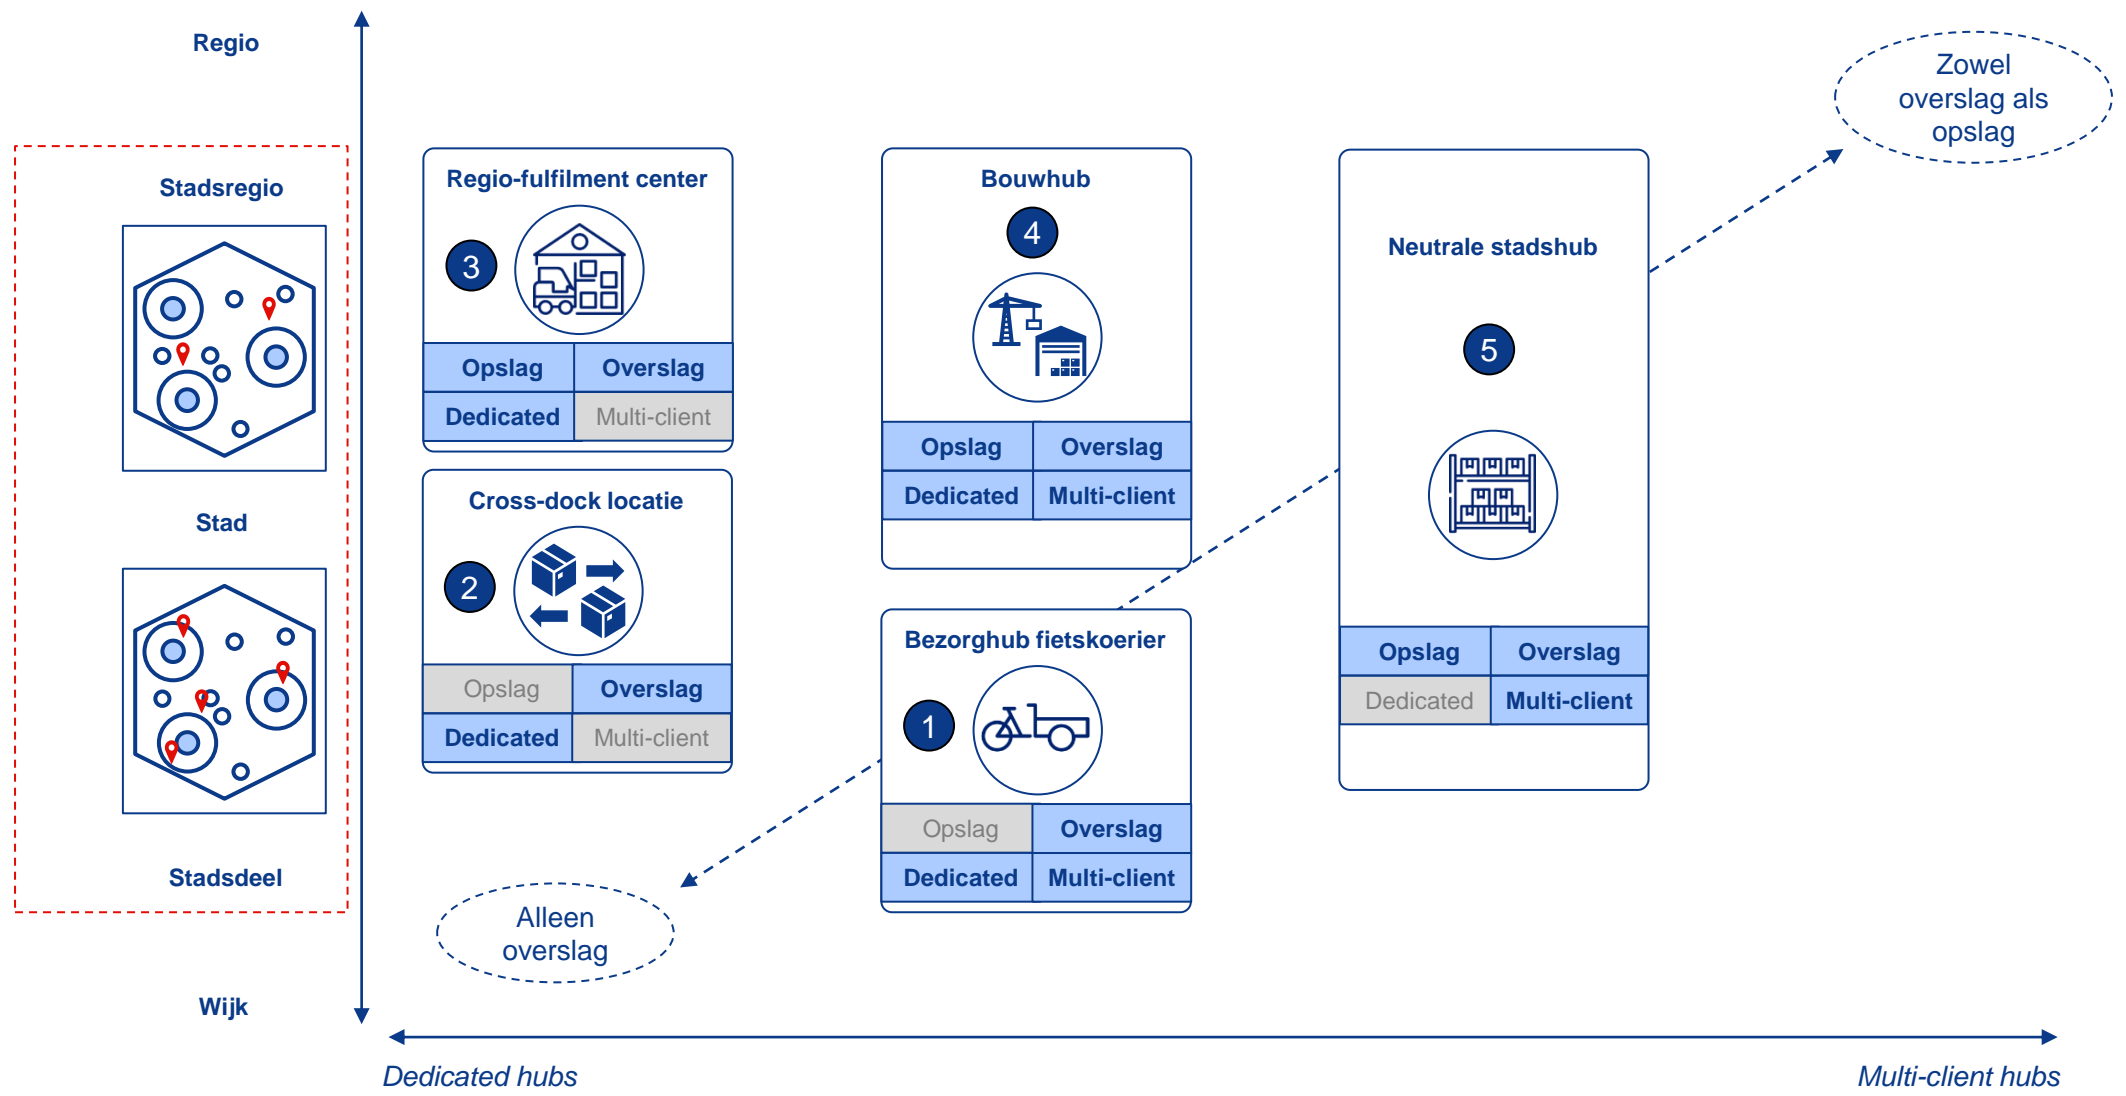 Regio
Zowel
overslag als
opslag
Stadsregio
Stad
Stadsdeel
Wijk
Regio-fulfilment center
3
Opslag
Overslag
Dedicated
Multi-client
Cross-dock locatie
2
Opslag
Overslag
Dedicated
Multi-client
Bouwhub
4
Opslag
Overslag
Dedicated
Multi-client
Bezorghub fietskoerier
1
Opslag
Overslag
Dedicated
Multi-client
Neutrale stadshub
5
Opslag
Overslag
Dedicated
Multi-client
Alleen
overslag
Dedicated hubs
Multi-client hubs